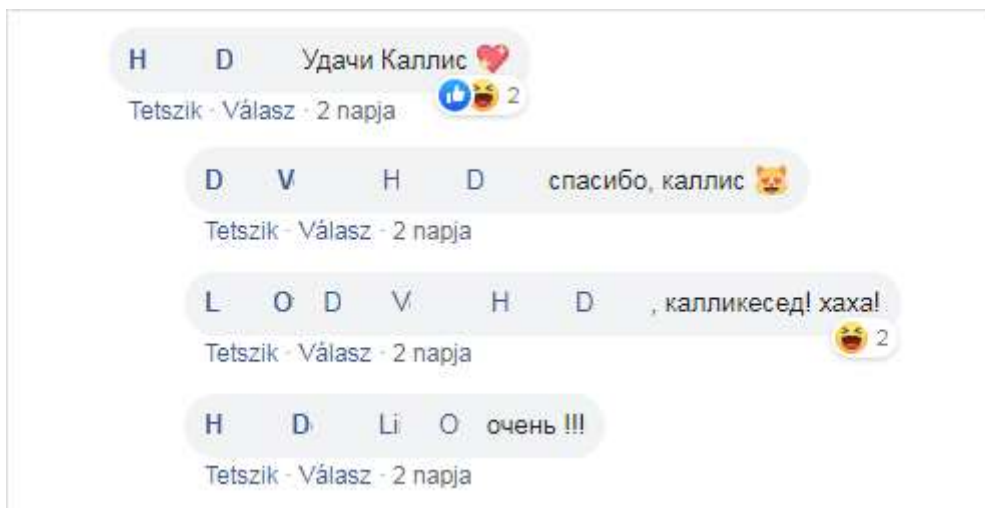 H D Удачи Каллис 💖
2
Tetszik · Válasz · 2 napja
D V H D спасибо, каллис 😻
Tetszik · Válasz · 2 napja
L O D V H D , калликесед! хаха!
2
Tetszik · Válasz · 2 napja
H D Li O очень !!!
Tetszik · Válasz · 2 napja